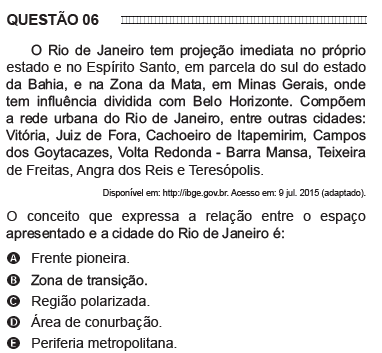 QUESTÃO 06
O Rio de Janeiro tem projeção imediata no próprio
estado e no Espírito Santo, em parcela do sul do estado
da Bahia, e na Zona da Mata, em Minas Gerais, onde
tem influência dividida com Belo Horizonte. Compõem
a rede urbana do Rio de Janeiro, entre outras cidades:
Vitória, Juiz de Fora, Cachoeiro de Itapemirim, Campos
dos Goytacazes, Volta Redonda - Barra Mansa, Teixeira
de Freitas, Angra dos Reis e Teresópolis.
Disponível em: http://ibge.gov.br. Acesso em: 9 jul. 2015 (adaptado).
O conceito que expressa a relação entre o espaço
apresentado e a cidade do Rio de Janeiro é:
A Frente pioneira.
B Zona de transição.
C Região polarizada.
D Área de conurbação.
E Periferia metropolitana.